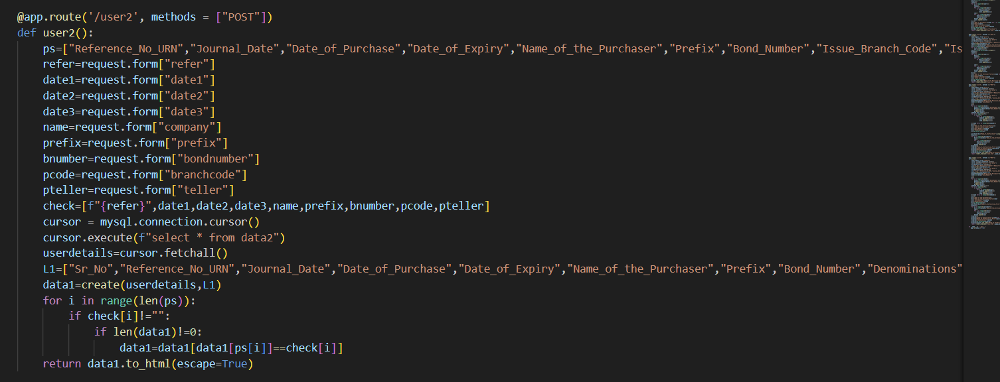 @app.route('/user2', methods = ["POST"])
def user2():
    ps=["Reference_No_URN","Journal_Date","Date_of_Purchase","Date_of_Expiry","Name_of_the_Purchaser","Prefix","Bond_Number","Issue_Branch_Code","Is
    refer=request.form["refer"]
    date1=request.form["date1"]
    date2=request.form["date2"]
    date3=request.form["date3"]
    name=request.form["company"]
    prefix=request.form["prefix"]
    bnumber=request.form["bondnumber"]
    pcode=request.form["branchcode"]
    pteller=request.form["teller"]
    check=[f"{refer}",date1,date2,date3,name,prefix,bnumber,pcode,pteller]
    cursor = mysql.connection.cursor()
    cursor.execute(f"select * from data2")
    userdetails=cursor.fetchall()
    L1=["Sr_No","Reference_No_URN","Journal_Date","Date_of_Purchase","Date_of_Expiry","Name_of_the_Purchaser","Prefix","Bond_Number","Denominations"
    data1=create(userdetails,L1)
    for i in range(len(ps)):
        if check[i]!="":
            if len(data1)!=0:
                data1=data1[data1[ps[i]]==check[i]]
    return data1.to_html(escape=True)